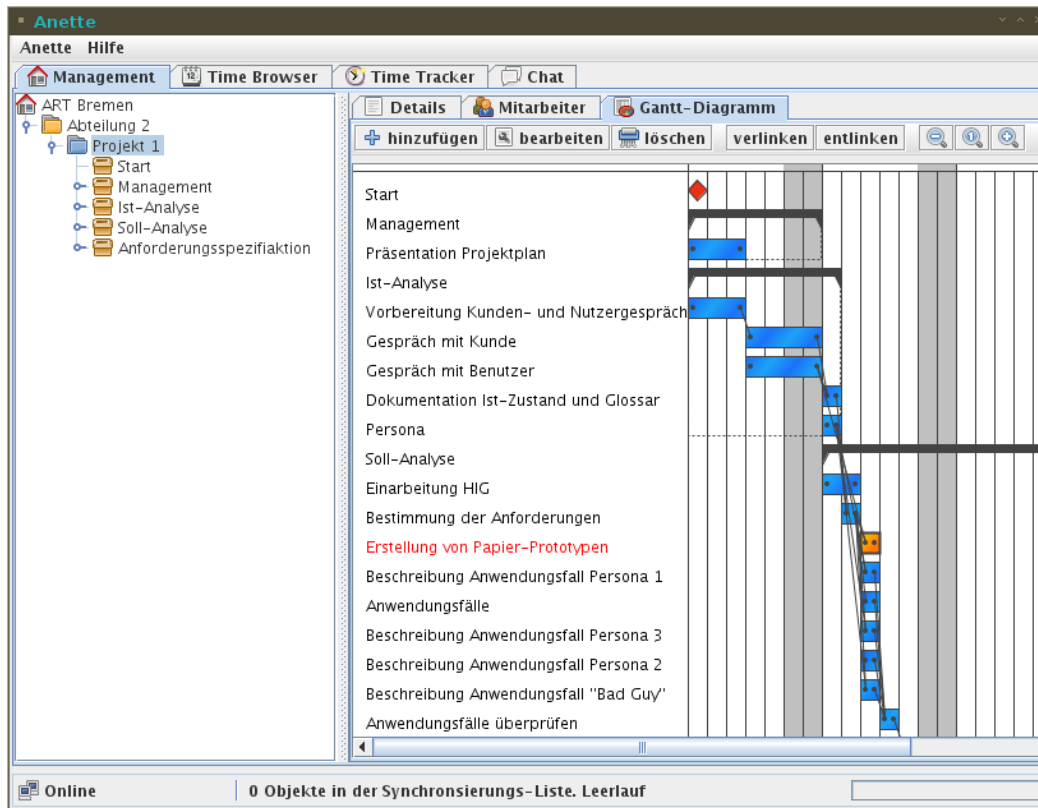 Anette
Anette Hilfe
Management Time Browser Time Tracker Chat
ART Bremen
Abteilung 2
Projekt 1
Start
Management
Ist-Analyse
Soll-Analyse
Anforderungsspezifiaktion
Details Mitarbeiter Gantt-Diagramm
hinzufügen bearbeiten löschen verlinken entlinken
Start
Management
Präsentation Projektplan
Ist-Analyse
Vorbereitung Kunden- und Nutzergespräch
Gespräch mit Kunde
Gespräch mit Benutzer
Dokumentation Ist-Zustand und Glossar
Persona
Soll-Analyse
Einarbeitung HIG
Bestimmung der Anforderungen
Erstellung von Papier-Prototypen
Beschreibung Anwendungsfall Persona 1
Anwendungsfälle
Beschreibung Anwendungsfall Persona 3
Beschreibung Anwendungsfall Persona 2
Beschreibung Anwendungsfall "Bad Guy"
Anwendungsfälle überprüfen
Online 0 Objekte in der Synchronsierungs-Liste. Leerlauf